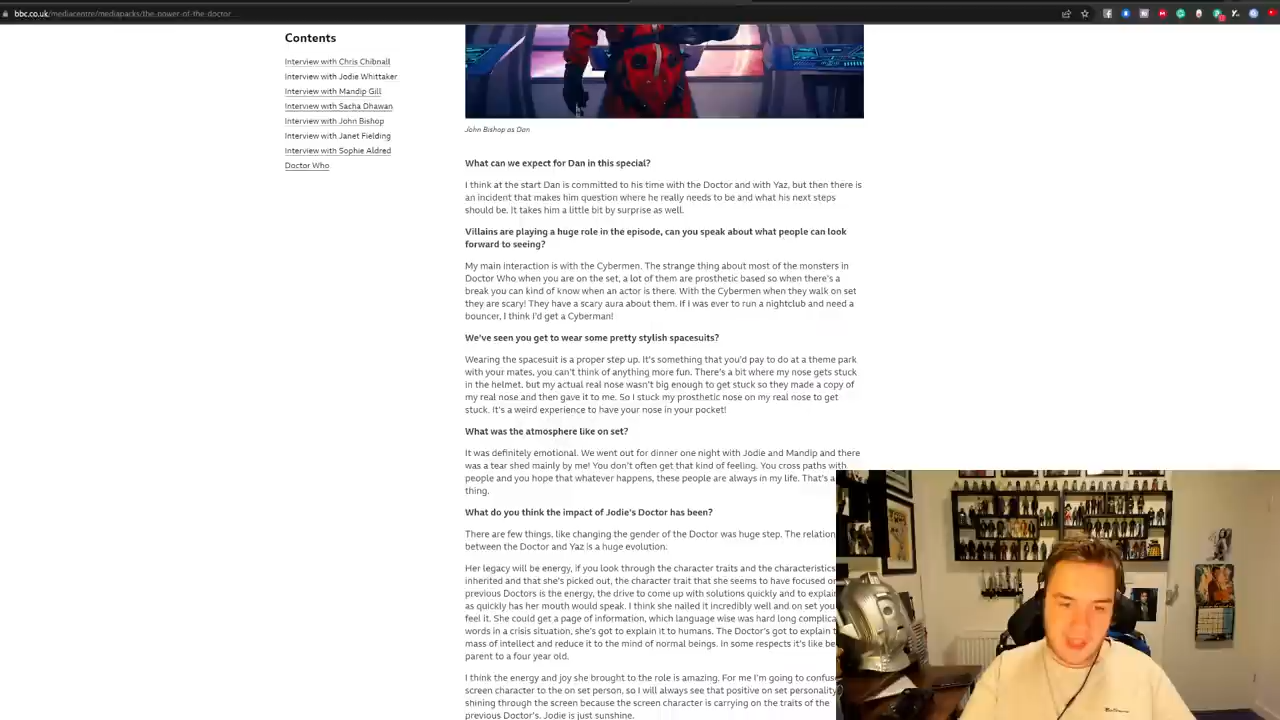 bbc.co.uk/mediacentre/mediapacks/the-power-of-the-doctor
Contents
Interview with Chris Chibnall
Interview with Jodie Whittaker
Interview with Mandip Gill
Interview with Sacha Dhawan
Interview with John Bishop
Interview with Janet Fielding
Interview with Sophie Aldred
Doctor Who
John Bishop as Dan
What can we expect for Dan in this special?
I think at the start Dan is committed to his time with the Doctor and with Yaz, but then there is
an incident that makes him question where he really needs to be and what his next steps
should be. It takes him a little bit by surprise as well.
Villains are playing a huge role in the episode, can you speak about what people can look
forward to seeing?
My main interaction is with the Cybermen. The strange thing about most of the monsters in
Doctor Who when you are on the set, a lot of them are prosthetic based so when there's a
break you can kind of know when an actor is there. With the Cybermen when they walk on set
they are scary! They have a scary aura about them. If I was ever to run a nightclub and need a
bouncer, I think I'd get a Cyberman!
We've seen you get to wear some pretty stylish spacesuits?
Wearing the spacesuit is a proper step up. It's something that you'd pay to do at a theme park
with your mates, you can't think of anything more fun. There's a bit where my nose gets stuck
in the helmet, but my actual real nose wasn't big enough to get stuck so they made a copy of
my real nose and then gave it to me. So I stuck my prosthetic nose on my real nose to get
stuck. It's a weird experience to have your nose in your pocket!
What was the atmosphere like on set?
It was definitely emotional. We went out for dinner one night with Jodie and Mandip and there
was a tear shed mainly by me! You don't often get that kind of feeling. You cross paths with
people and you hope that whatever happens, these people are always in my life. That's a
thing.
What do you think the impact of Jodie's Doctor has been?
There are few things, like changing the gender of the Doctor was huge step. The relation
between the Doctor and Yaz is a huge evolution.
Her legacy will be energy, if you look through the character traits and the characteristics
inherited and that she's picked out, the character trait that she seems to have focused on
previous Doctors is the energy, the drive to come up with solutions quickly and to explain
as quickly has her mouth would speak. I think she nailed it incredibly well and on set you
feel it. She could get a page of information, which language wise was hard long complica
words in a crisis situation, she's got to explain it to humans. The Doctor's got to explain t
mass of intellect and reduce it to the mind of normal beings. In some respects it's like be
parent to a four year old.
I think the energy and joy she brought to the role is amazing. For me I'm going to confus
screen character to the on set person, so I will always see that positive on set personality
shining through the screen because the screen character is carrying on the traits of the
previous Doctor's. Jodie is just sunshine.